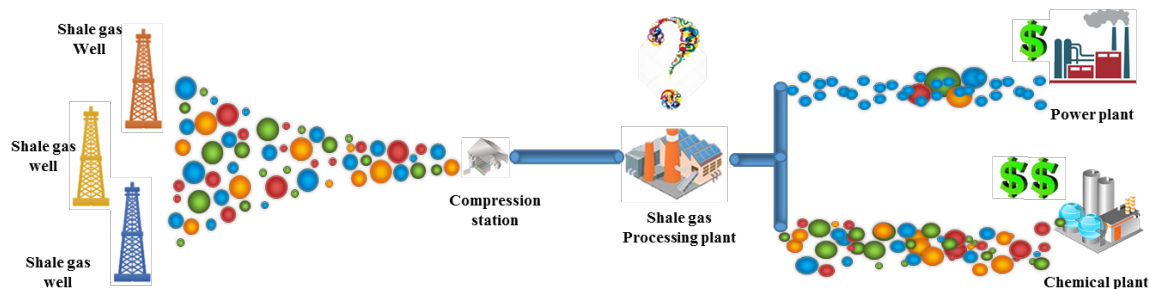 Shale gas
Well
Shale gas
well
Shale gas
well
Compression
station
Shale gas
Processing plant
$
Power plant
$$
Chemical plant